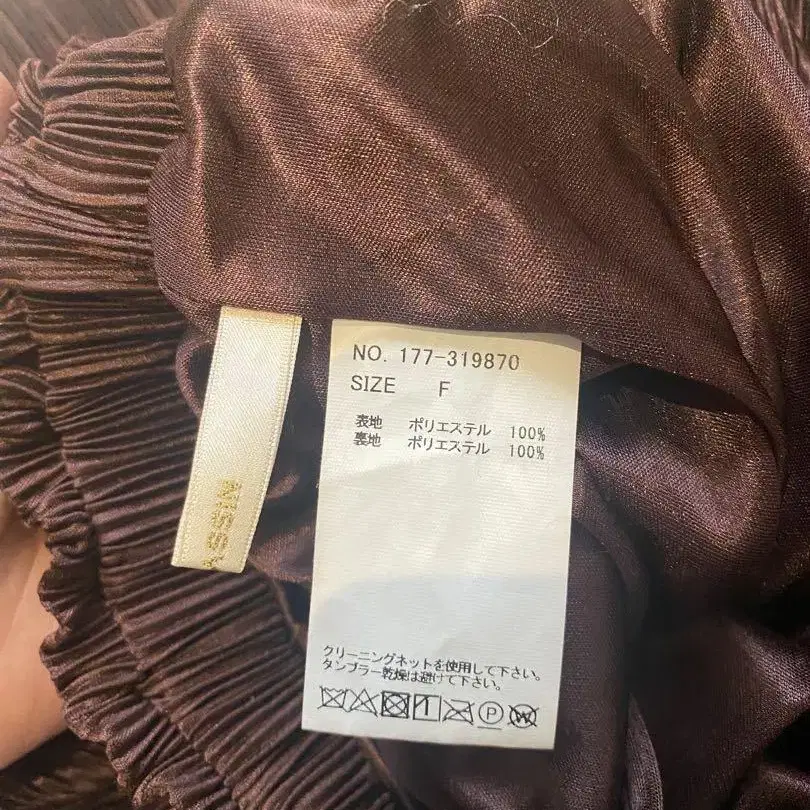 NO. 177-319870
SIZE F
表地 ポリエステル 100%
裏地 ポリエステル 100%
クリーニングネットを使用して下さい。
タンブラー乾燥は避けて下さい。
P
W
NISSY